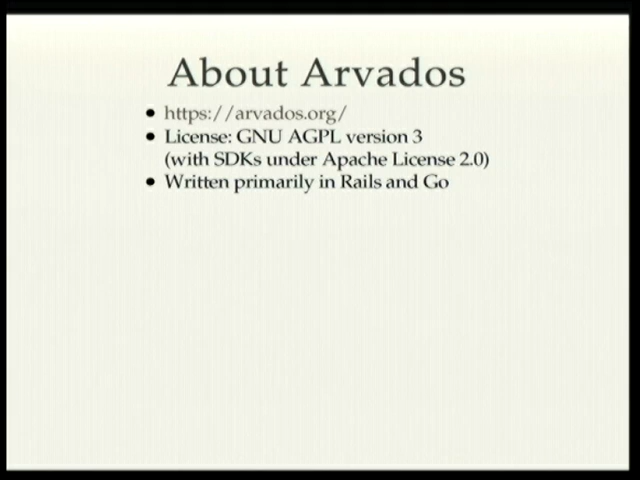 About Arvados
• https://arvados.org/
• License: GNU AGPL version 3
(with SDKs under Apache License 2.0)
• Written primarily in Rails and Go